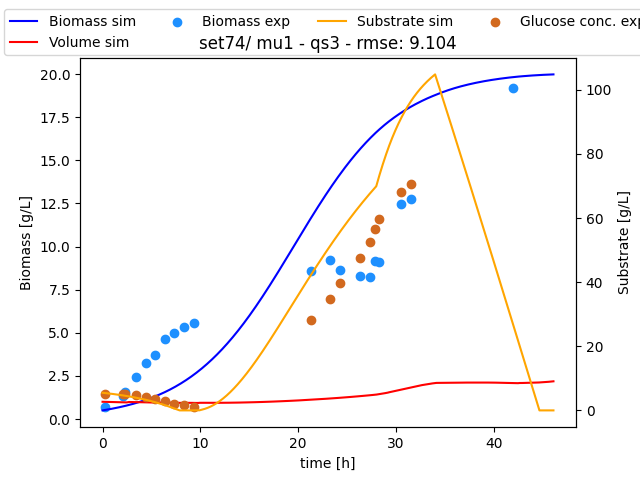 Biomass sim Biomass exp Substrate sim Glucose conc. exp
Volume sim
set74/ mu1 - qs3 - rmse: 9.104
20.0
17.5
15.0
12.5
10.0
7.5
5.0
2.5
0.0
Biomass [g/L]
100
80
60
40
20
0
Substrate [g/L]
0 10 20 30 40
time [h]